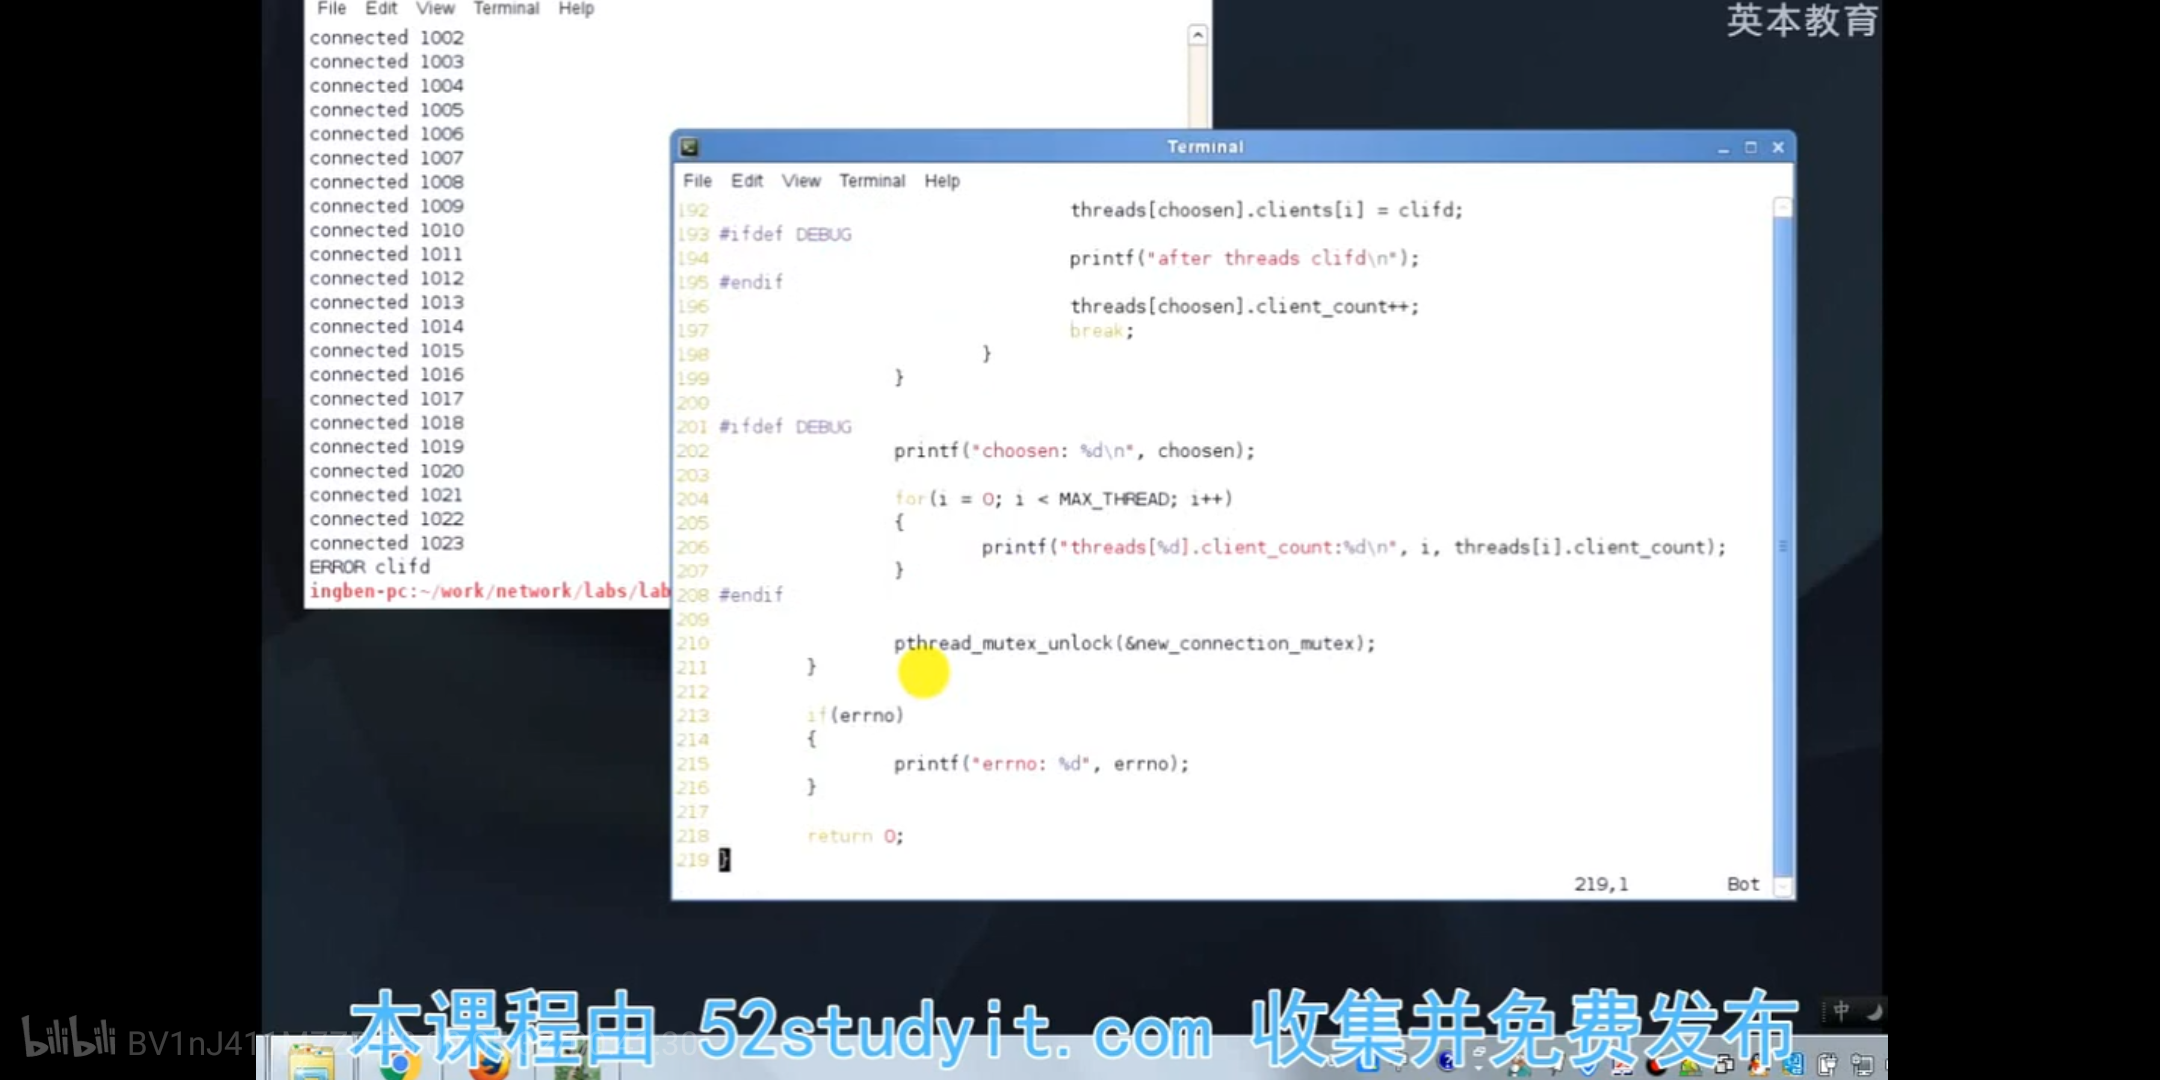 File Edit View Terminal Help
connected 1002
connected 1003
connected 1004
connected 1005
connected 1006
connected 1007
connected 1008
connected 1009
connected 1010
connected 1011
connected 1012
connected 1013
connected 1014
connected 1015
connected 1016
connected 1017
connected 1018
connected 1019
connected 1020
connected 1021
connected 1022
connected 1023
ERROR clifd
ingben-pc:~/work/network/labs/lab
英本教育
Terminal
File Edit View Terminal Help
192 threads[choosen].clients[i] = clifd;
193 #ifdef DEBUG
194 printf("after threads clifd\n");
195 #endif
196 threads[choosen].client_count++;
197 break;
198 }
199 }
200
201 #ifdef DEBUG
202 printf("choosen: %d\n", choosen);
203
204 for(i = 0; i < MAX_THREAD; i++)
205 {
206 printf("threads[%d].client_count:%d\n", i, threads[i].client_count);
207 }
208 #endif
209
210 pthread_mutex_unlock(&new_connection_mutex);
211 }
212
213 if(errno)
214 {
215 printf("errno: %d", errno);
216 }
217
218 return 0;
219 }
219,1 Bot
本课程由 52studyit.com 收集并免费发布
中
bilibili